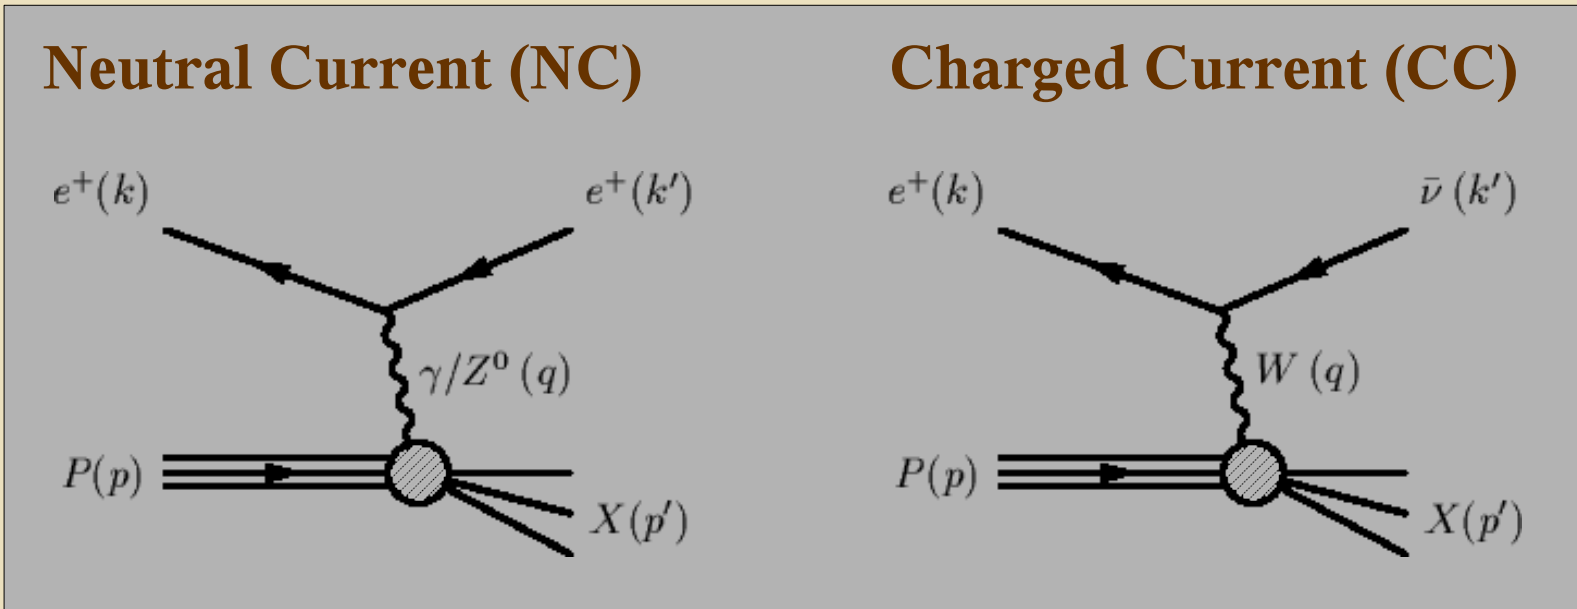 Neutral Current (NC)
Charged Current (CC)
e⁺(k)
e⁺(k′)
γ/Z⁰ (q)
P(p)
X(p′)
e⁺(k)
ν̄ (k′)
W (q)
P(p)
X(p′)